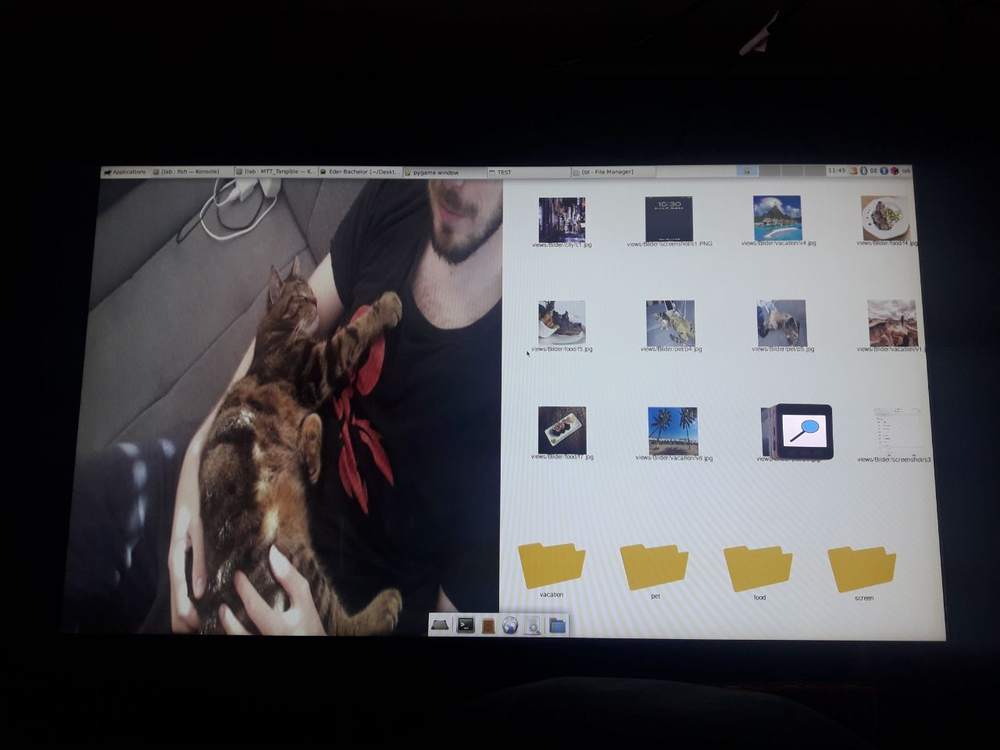 Applications
[lab : fish — Konsole]
[lab : MTT_Tangible — K...
Eder-Bachelor [~/Deskt...
pygame window
TEST
[bt - File Manager]
11:45
DE
lab
views/Bilder/city/c1.jpg
15:30
views/Bilder/screenshot/s1.PNG
views/Bilder/vacation/v4.jpg
views/Bilder/food/f4.jpg
views/Bilder/food/f5.jpg
views/Bilder/pet/p4.jpg
views/Bilder/pet/p5.jpg
views/Bilder/vacation/v1.j
views/Bilder/food/f7.jpg
views/Bilder/vacation/v6.jpg
views/Bilder/screenshot/s3
vacation
pet
food
screen